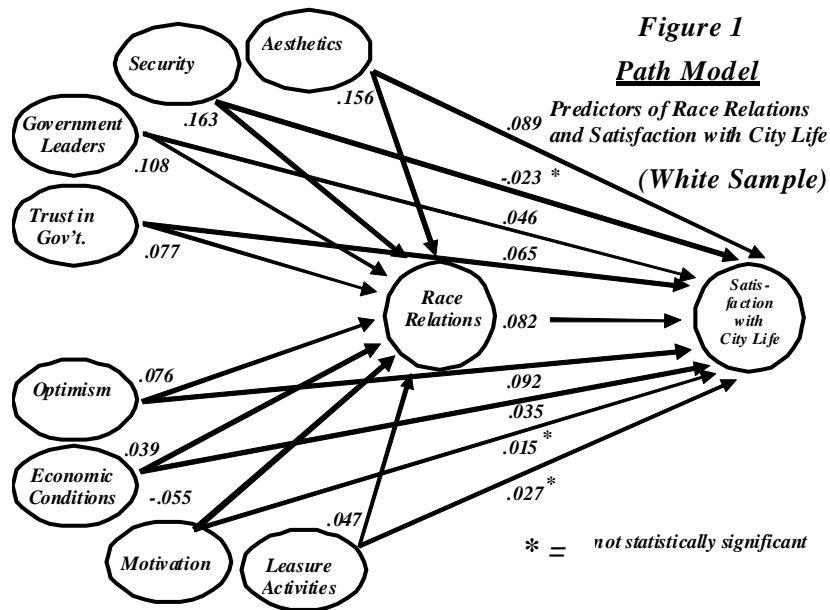 Figure 1
Path Model
Predictors of Race Relations
and Satisfaction with City Life
(White Sample)
Aesthetics
Security
Government
Leaders
Trust in
Gov't.
.156
.163
.108
.077
.089
-.023 *
.046
.065
Race
Relations
.082
Satis-
faction
with
City Life
Optimism
.076
.092
Economic
Conditions
.039
.035
.015 *
-.055
.027 *
.047
Motivation
Leasure
Activities
* = not statistically significant